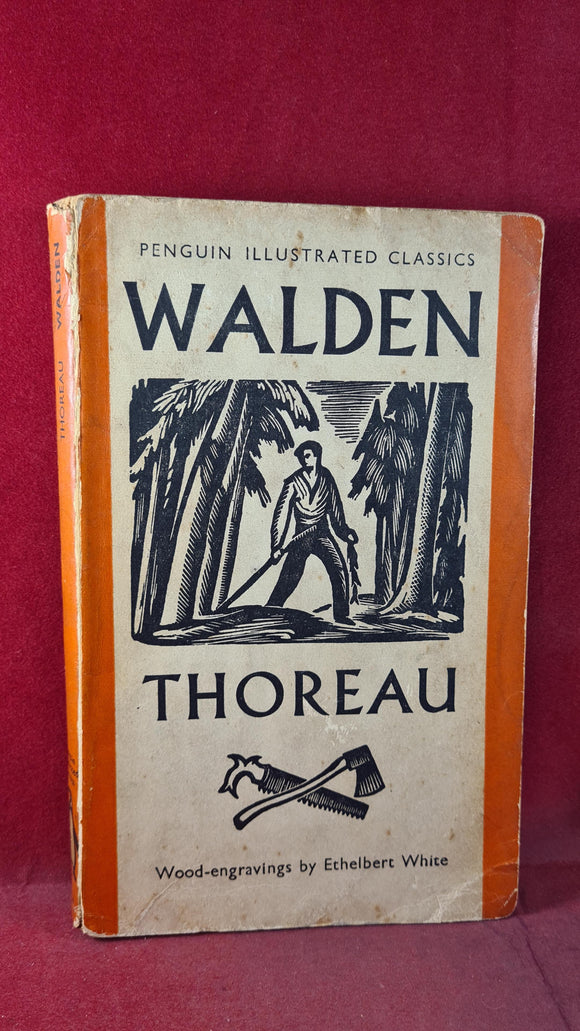 PENGUIN ILLUSTRATED CLASSICS
WALDEN
THOREAU
Wood-engravings by Ethelbert White
THOREAU WALDEN